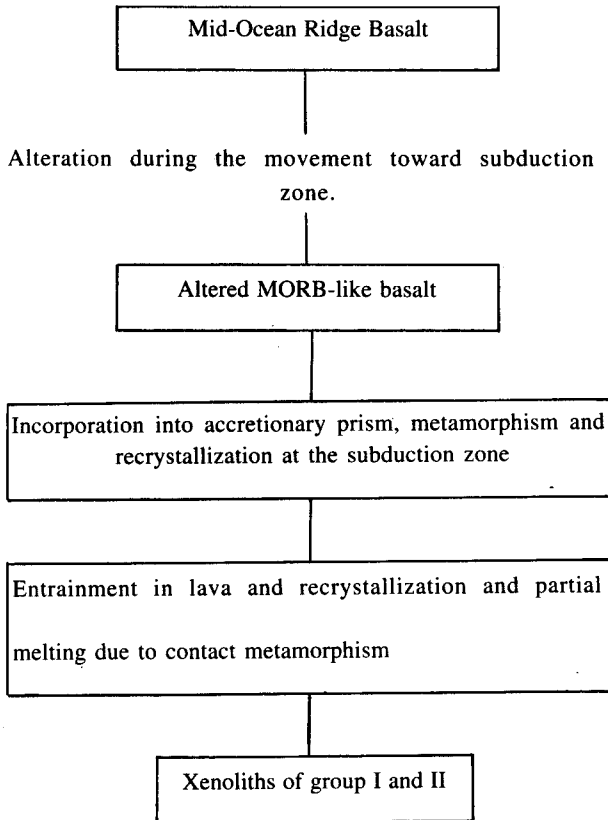 Mid-Ocean Ridge Basalt
Alteration during the movement toward subduction
zone.
Altered MORB-like basalt
Incorporation into accretionary prism, metamorphism and
recrystallization at the subduction zone
Entrainment in lava and recrystallization and partial
melting due to contact metamorphism
Xenoliths of group I and II